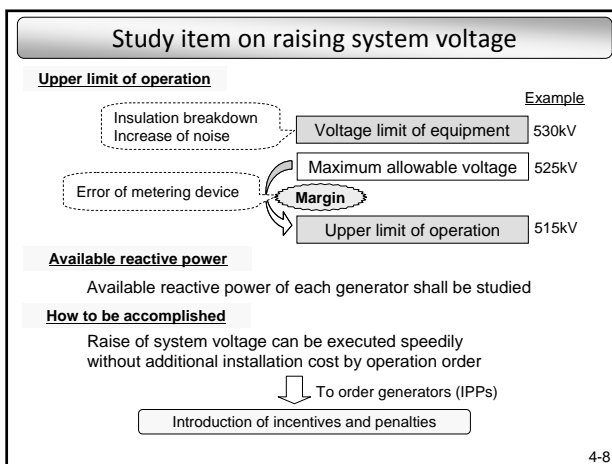 Study item on raising system voltage
Upper limit of operation
Example
Insulation breakdown
Increase of noise
Voltage limit of equipment
530kV
Maximum allowable voltage
525kV
Error of metering device
Margin
Upper limit of operation
515kV
Available reactive power
Available reactive power of each generator shall be studied
How to be accomplished
Raise of system voltage can be executed speedily
without additional installation cost by operation order
To order generators (IPPs)
Introduction of incentives and penalties
4-8